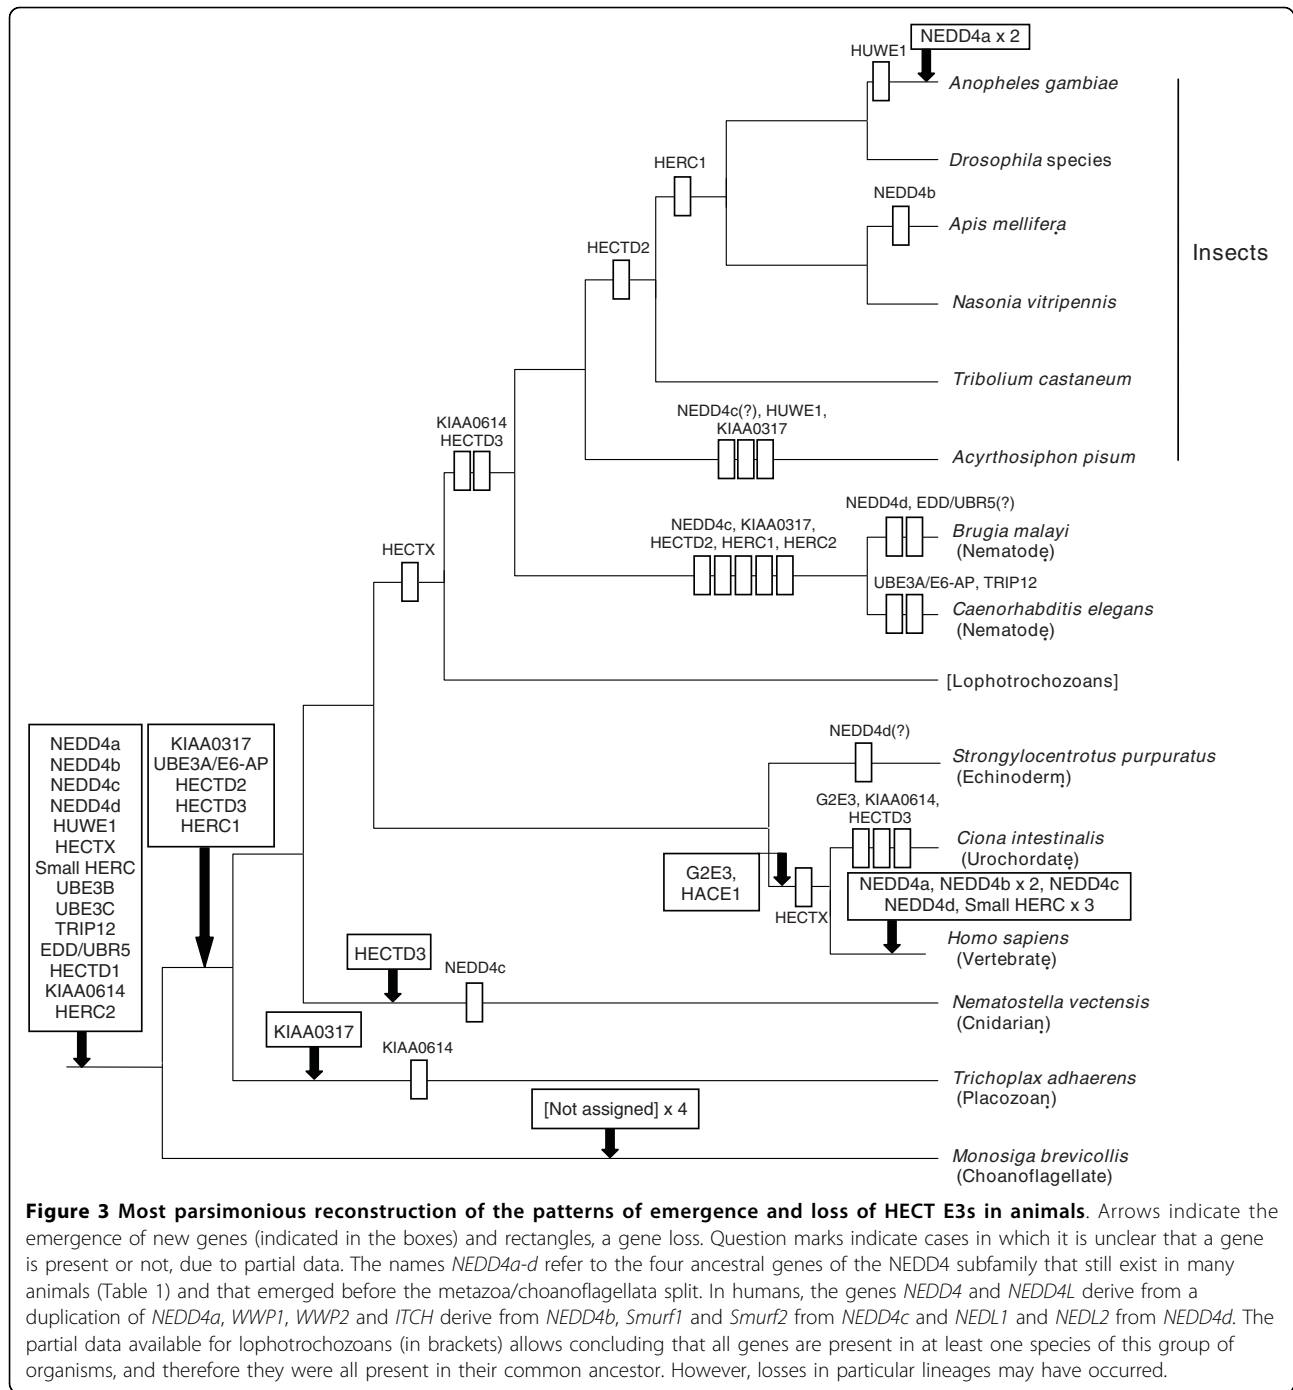 NEDD4a x 2
HUWE1
Anopheles gambiae
Drosophila species
HERC1
NEDD4b
Apis mellifera
Insects
HECTD2
Nasonia vitripennis
Tribolium castaneum
KIAA0614
HECTD3
NEDD4c(?), HUWE1,
KIAA0317
Acyrthosiphon pisum
NEDD4d, EDD/UBR5(?)
NEDD4c, KIAA0317,
HECTD2, HERC1, HERC2
Brugia malayi
(Nematode)
HECTX
UBE3A/E6-AP, TRIP12
Caenorhabditis elegans
(Nematode)
[Lophotrochozoans]
NEDD4a
NEDD4b
NEDD4c
NEDD4d
HUWE1
HECTX
Small HERC
UBE3B
UBE3C
TRIP12
EDD/UBR5
HECTD1
KIAA0614
HERC2
KIAA0317
UBE3A/E6-AP
HECTD2
HECTD3
HERC1
NEDD4d(?)
Strongylocentrotus purpuratus
(Echinoderm)
G2E3, KIAA0614,
HECTD3
Ciona intestinalis
(Urochordate)
G2E3,
HACE1
HECTX
NEDD4a, NEDD4b x 2, NEDD4c
NEDD4d, Small HERC x 3
Homo sapiens
(Vertebrate)
HECTD3
NEDD4c
Nematostella vectensis
(Cnidarian)
KIAA0317
KIAA0614
Trichoplax adhaerens
(Placozoan)
[Not assigned] x 4
Monosiga brevicollis
(Choanoflagellate)
Figure 3 Most parsimonious reconstruction of the patterns of emergence and loss of HECT E3s in animals. Arrows indicate the
emergence of new genes (indicated in the boxes) and rectangles, a gene loss. Question marks indicate cases in which it is unclear that a gene
is present or not, due to partial data. The names NEDD4a-d refer to the four ancestral genes of the NEDD4 subfamily that still exist in many
animals (Table 1) and that emerged before the metazoa/choanoflagellata split. In humans, the genes NEDD4 and NEDD4L derive from a
duplication of NEDD4a, WWP1, WWP2 and ITCH derive from NEDD4b, Smurf1 and Smurf2 from NEDD4c and NEDL1 and NEDL2 from NEDD4d. The
partial data available for lophotrochozoans (in brackets) allows concluding that all genes are present in at least one species of this group of
organisms, and therefore they were all present in their common ancestor. However, losses in particular lineages may have occurred.